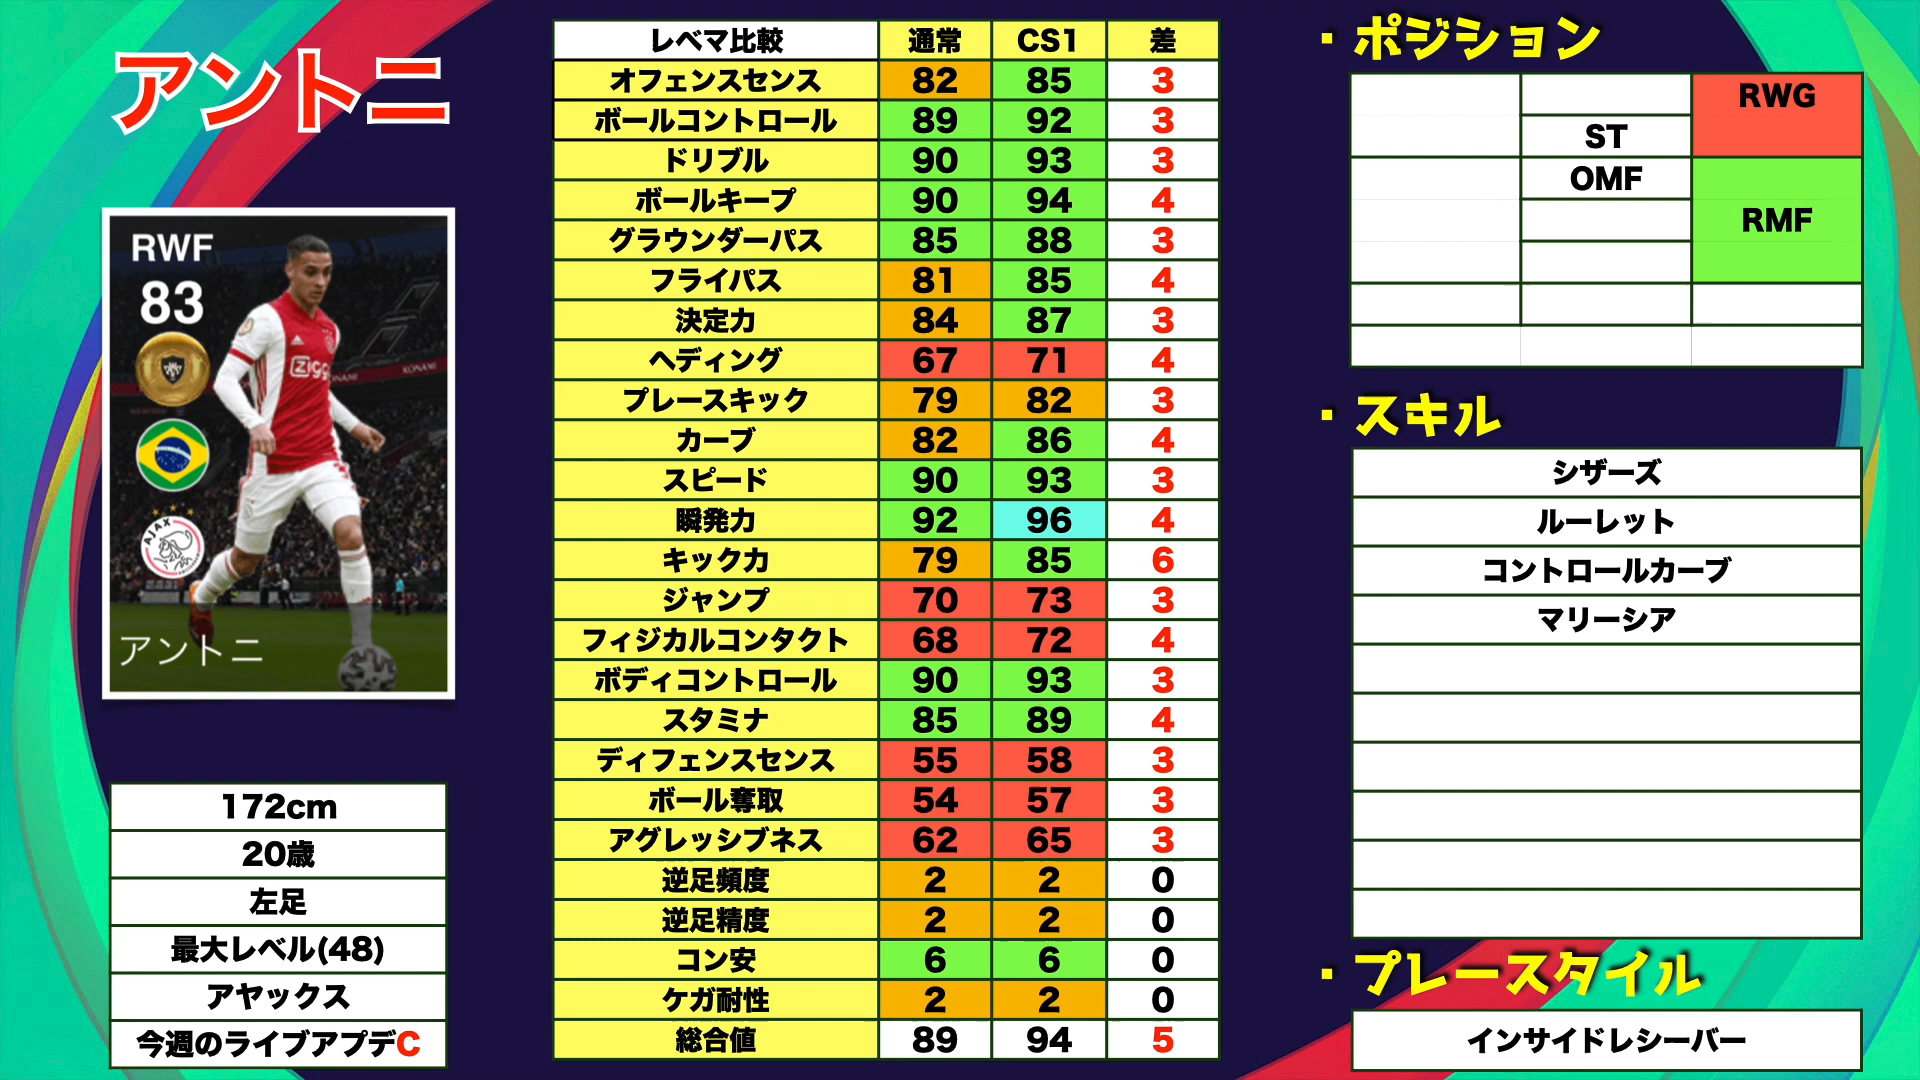 アントニ
RWF
83
AJAX
Ziggo
KONAMI
KONAMI
アントニ
172cm
20歳
左足
最大レベル(48)
アヤックス
今週のライブアプデC
レベマ比較 通常 CS1 差
オフェンスセンス 82 85 3
ボールコントロール 89 92 3
ドリブル 90 93 3
ボールキープ 90 94 4
グラウンダーパス 85 88 3
フライパス 81 85 4
決定力 84 87 3
ヘディング 67 71 4
プレースキック 79 82 3
カーブ 82 86 4
スピード 90 93 3
瞬発力 92 96 4
キック力 79 85 6
ジャンプ 70 73 3
フィジカルコンタクト 68 72 4
ボディコントロール 90 93 3
スタミナ 85 89 4
ディフェンスセンス 55 58 3
ボール奪取 54 57 3
アグレッシブネス 62 65 3
逆足頻度 2 2 0
逆足精度 2 2 0
コン安 6 6 0
ケガ耐性 2 2 0
総合値 89 94 5
・ポジション
RWG
ST
OMF
RMF
・スキル
シザーズ
ルーレット
コントロールカーブ
マリーシア
・プレースタイル
インサイドレシーバー